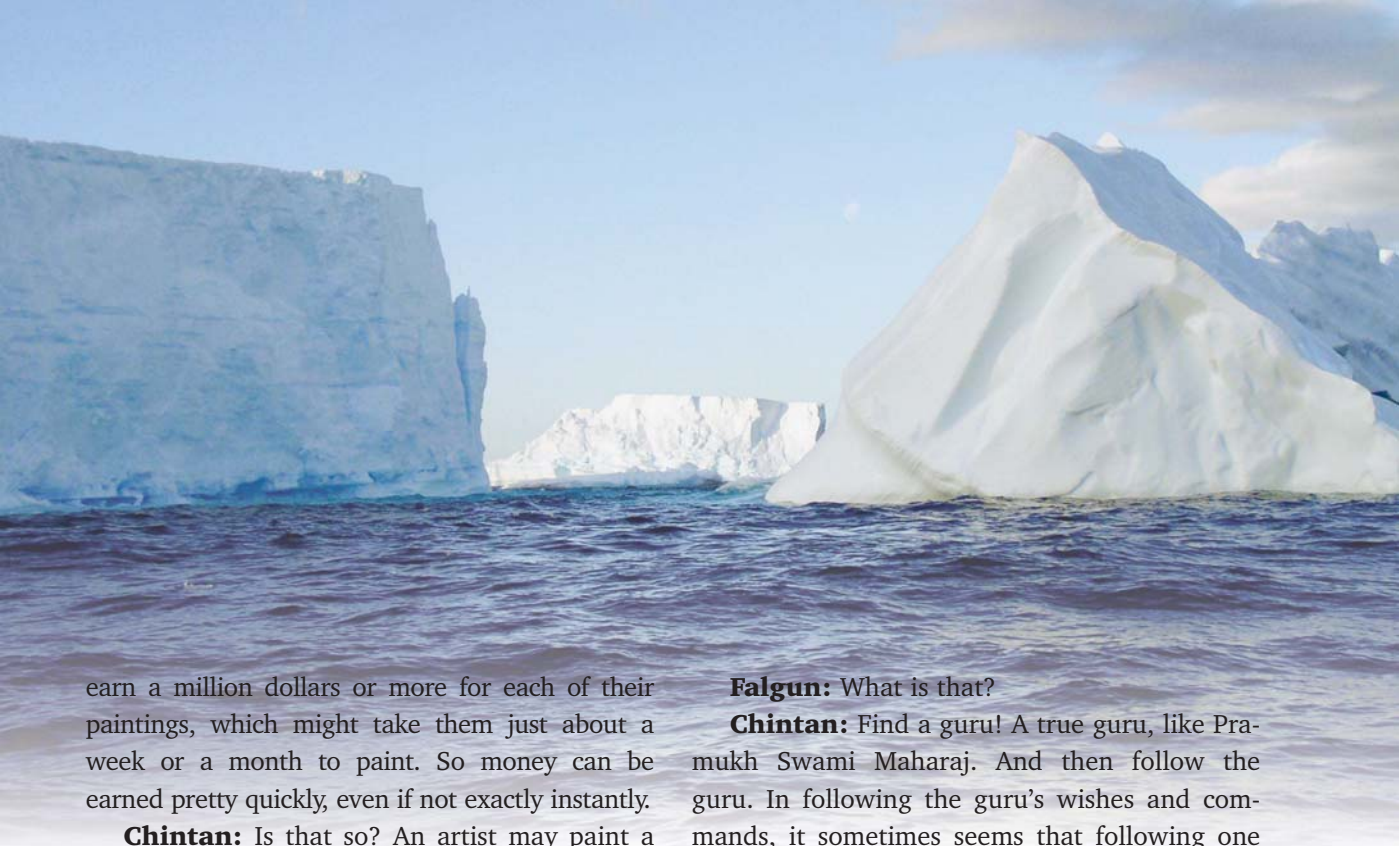 earn a million dollars or more for each of their
paintings, which might take them just about a
week or a month to paint. So money can be
earned pretty quickly, even if not exactly instantly.
Chintan: Is that so? An artist may paint a
Falgun: What is that?
Chintan: Find a guru! A true guru, like Pra-
mukh Swami Maharaj. And then follow the
guru. In following the guru’s wishes and com-
mands, it sometimes seems that following one